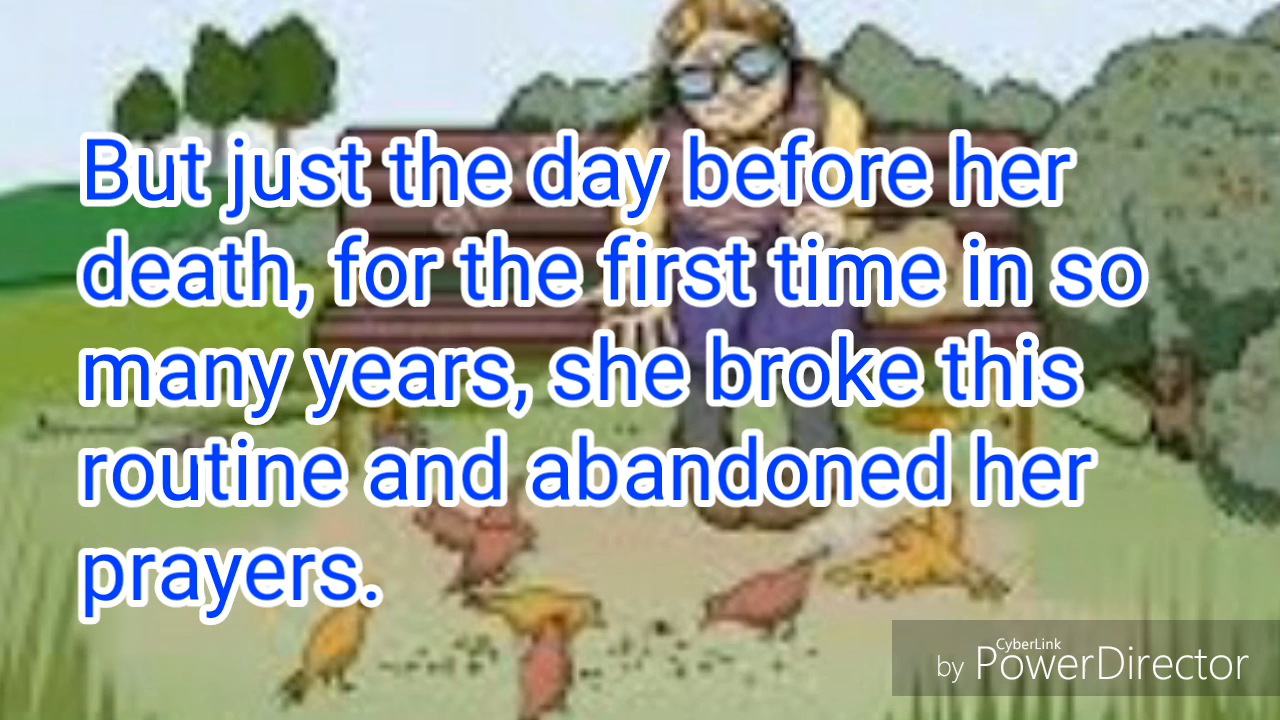 But just the day before her
death, for the first time in so
many years, she broke this
routine and abandoned her
prayers.
CyberLink
by PowerDirector